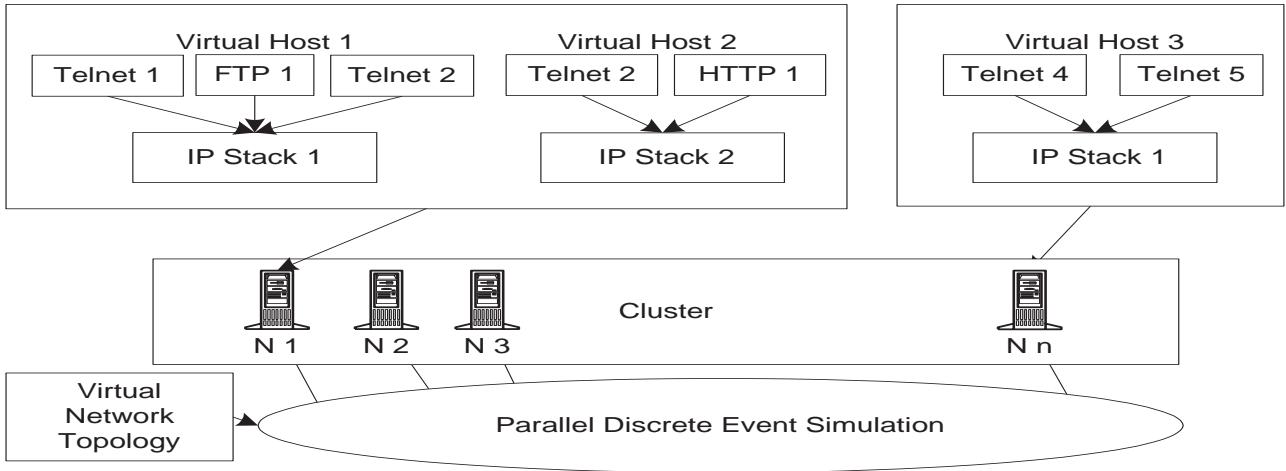 Virtual Host 1
Virtual Host 2
Virtual Host 3
Telnet 1
FTP 1
Telnet 2
Telnet 2
HTTP 1
Telnet 4
Telnet 5
IP Stack 1
IP Stack 2
IP Stack 1
Cluster
N 1
N 2
N 3
N n
Virtual
Network
Topology
Parallel Discrete Event Simulation